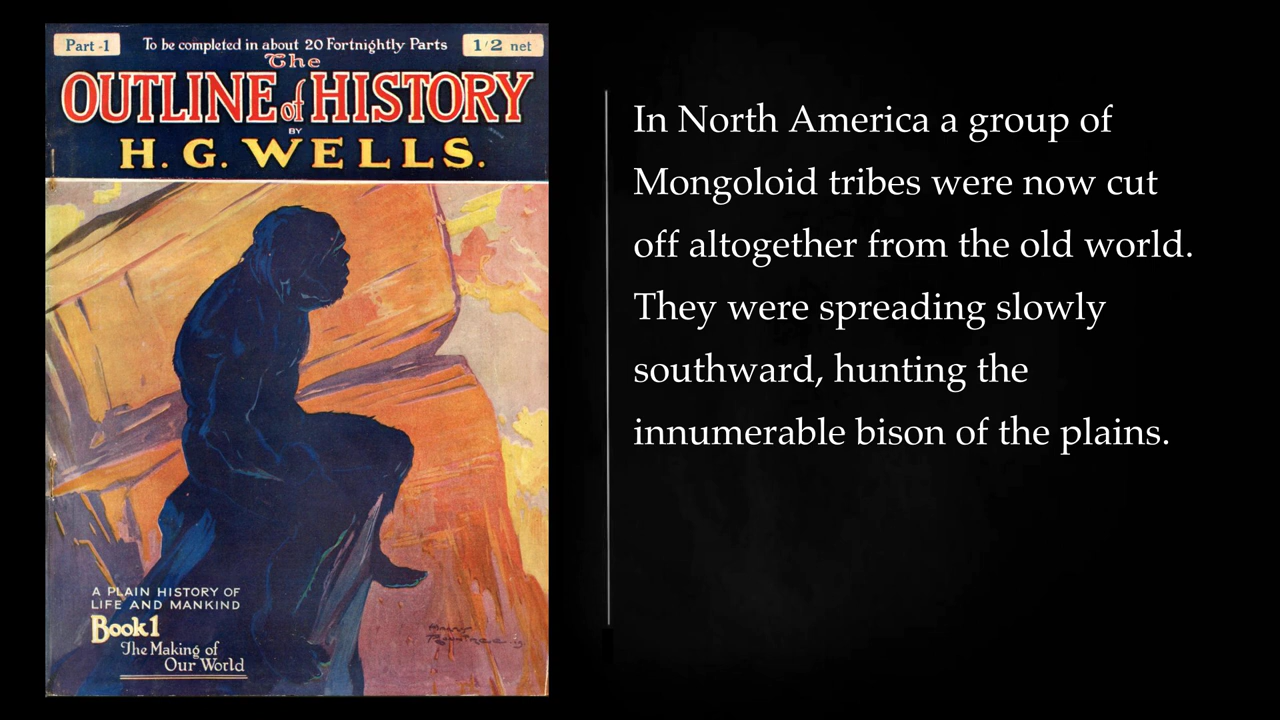 Part -1
To be completed in about 20 Fortnightly Parts
1/2 net
The
OUTLINE of HISTORY
BY
H. G. WELLS.
A PLAIN HISTORY OF
LIFE AND MANKIND
Book 1
The Making of
Our World
In North America a group of
Mongoloid tribes were now cut
off altogether from the old world.
They were spreading slowly
southward, hunting the
innumerable bison of the plains.